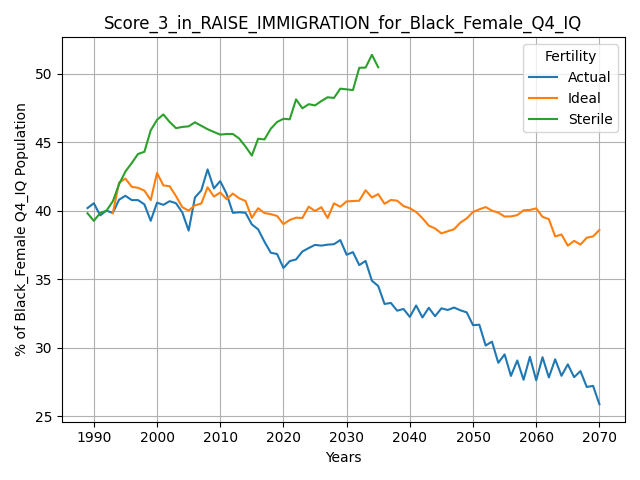 Score_3_in_RAISE_IMMIGRATION_for_Black_Female_Q4_IQ
% of Black_Female Q4_IQ Population
50
45
40
35
30
25
Fertility
Actual
Ideal
Sterile
1990 2000 2010 2020 2030 2040 2050 2060 2070
Years